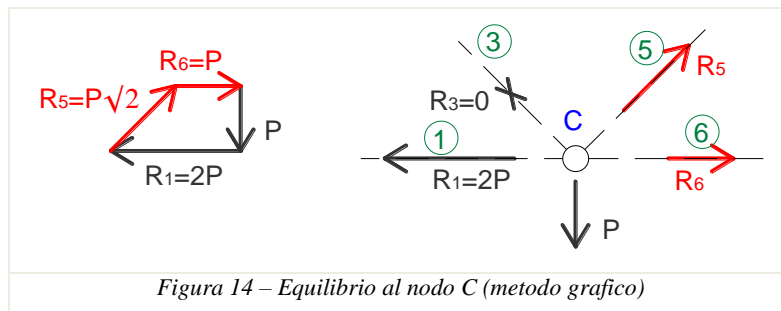 R6=P
R5=P√2
P
R1=2P
3
5
R5
R3=0
C
1
6
R1=2P
R6
P
Figura 14 – Equilibrio al nodo C (metodo grafico)